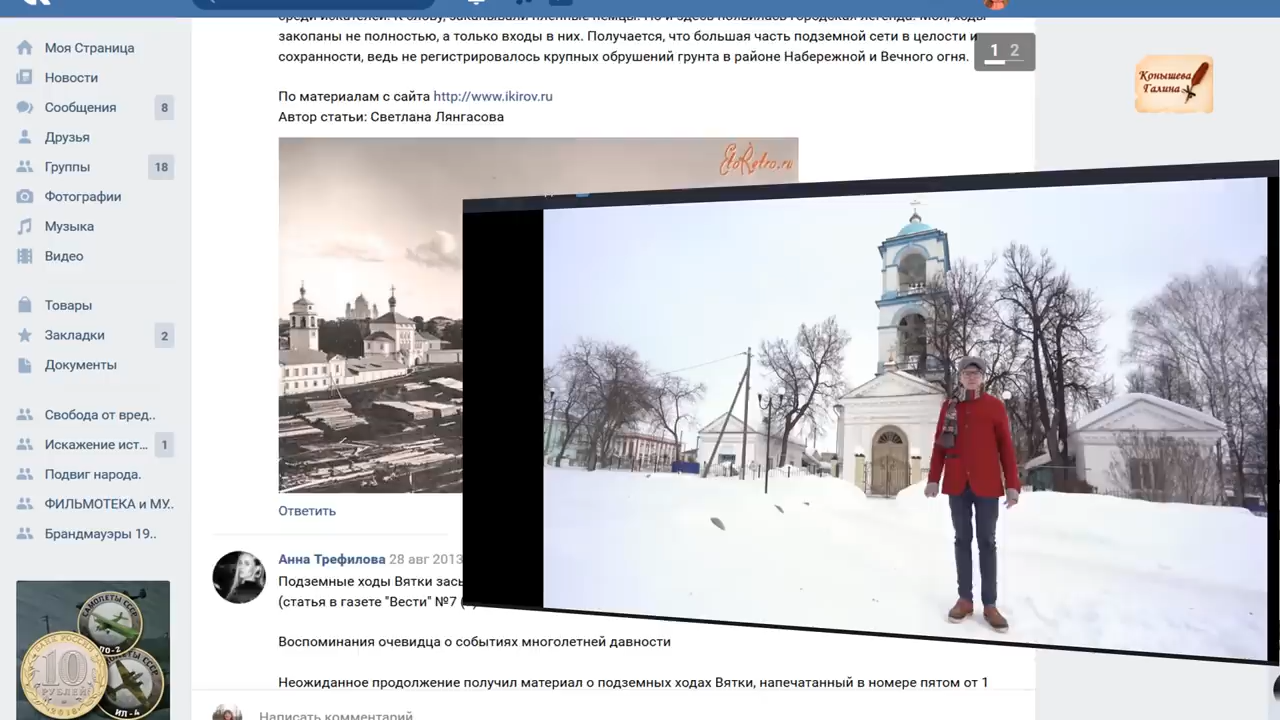 среди искателей. К слову, закапывали пленные немцы. Но и здесь появилась городская легенда. Мол, ходы
закопаны не полностью, а только входы в них. Получается, что большая часть подземной сети в целости и
сохранности, ведь не регистрировалось крупных обрушений грунта в районе Набережной и Вечного огня.
1 2
По материалам с сайта http://www.ikirov.ru
Автор статьи: Светлана Лянгасова
Конышева
Галина
EtoRetro.ru
Моя Страница
Новости
Сообщения 8
Друзья
Группы 18
Фотографии
Музыка
Видео
Товары
Закладки 2
Документы
Свобода от вред..
Искажение ист... 1
Подвиг народа.
ФИЛЬМОТЕКА и МУ..
Брандмауэры 19..
Ответить
Анна Трефилова 28 авг 2013
Подземные ходы Вятки
(статья в газете "Вести" №7
Воспоминания очевидца о событиях многолетней давности
Неожиданное продолжение получил материал о подземных ходах Вятки, напечатанный в номере пятом от 1
Написать комментарий
САМОЛЕТЫ СССР
ПО-2
10
РУБЛЕЙ
ИЛ-4